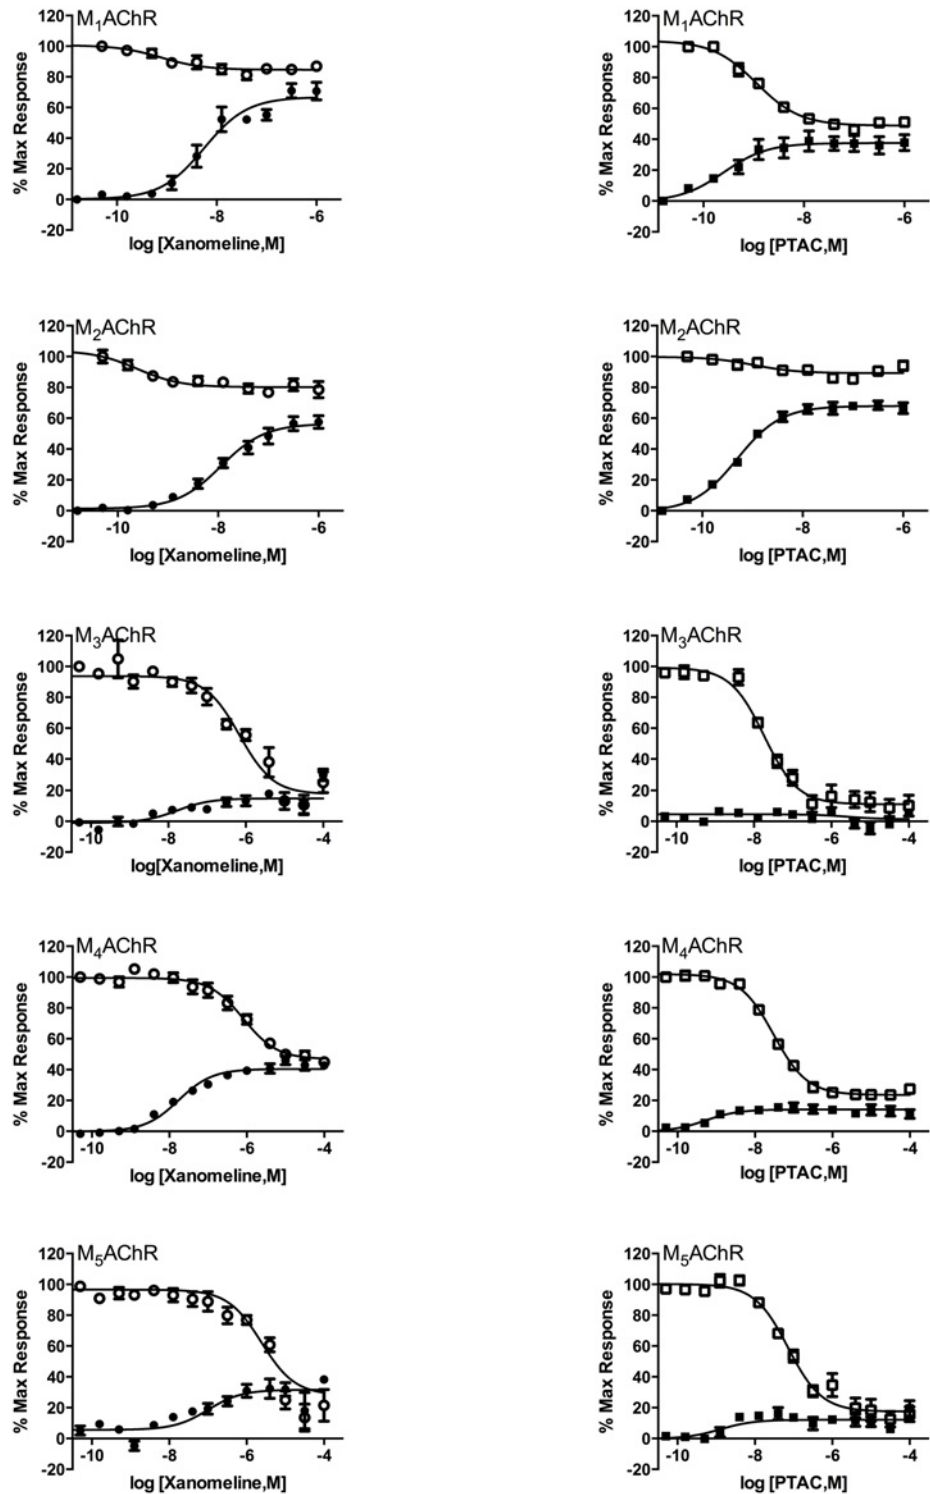 M1AChR
% Max Response
120
100
80
60
40
20
0
-20
-10 -8 -6
log [Xanomeline,M]
M1AChR
% Max Response
120
100
80
60
40
20
0
-20
-10 -8 -6
log [PTAC,M]
M2AChR
% Max Response
120
100
80
60
40
20
0
-20
-10 -8 -6
log [Xanomeline,M]
M2AChR
% Max Response
120
100
80
60
40
20
0
-20
-10 -8 -6
log [PTAC,M]
M3AChR
% Max Response
120
100
80
60
40
20
0
-20
-10 -8 -6 -4
log[Xanomeline,M]
M3AChR
% Max Response
120
100
80
60
40
20
0
-20
-10 -8 -6 -4
log [PTAC,M]
M4AChR
% Max Response
120
100
80
60
40
20
0
-20
-10 -8 -6 -4
log [Xanomeline,M]
M4AChR
% Max Response
120
100
80
60
40
20
0
-20
-10 -8 -6 -4
log [PTAC,M]
M5AChR
% Max Response
120
100
80
60
40
20
0
-20
-10 -8 -6 -4
log [Xanomeline,M]
M5AChR
% Max Response
120
100
80
60
40
20
0
-20
-10 -8 -6 -4
log [PTAC,M]